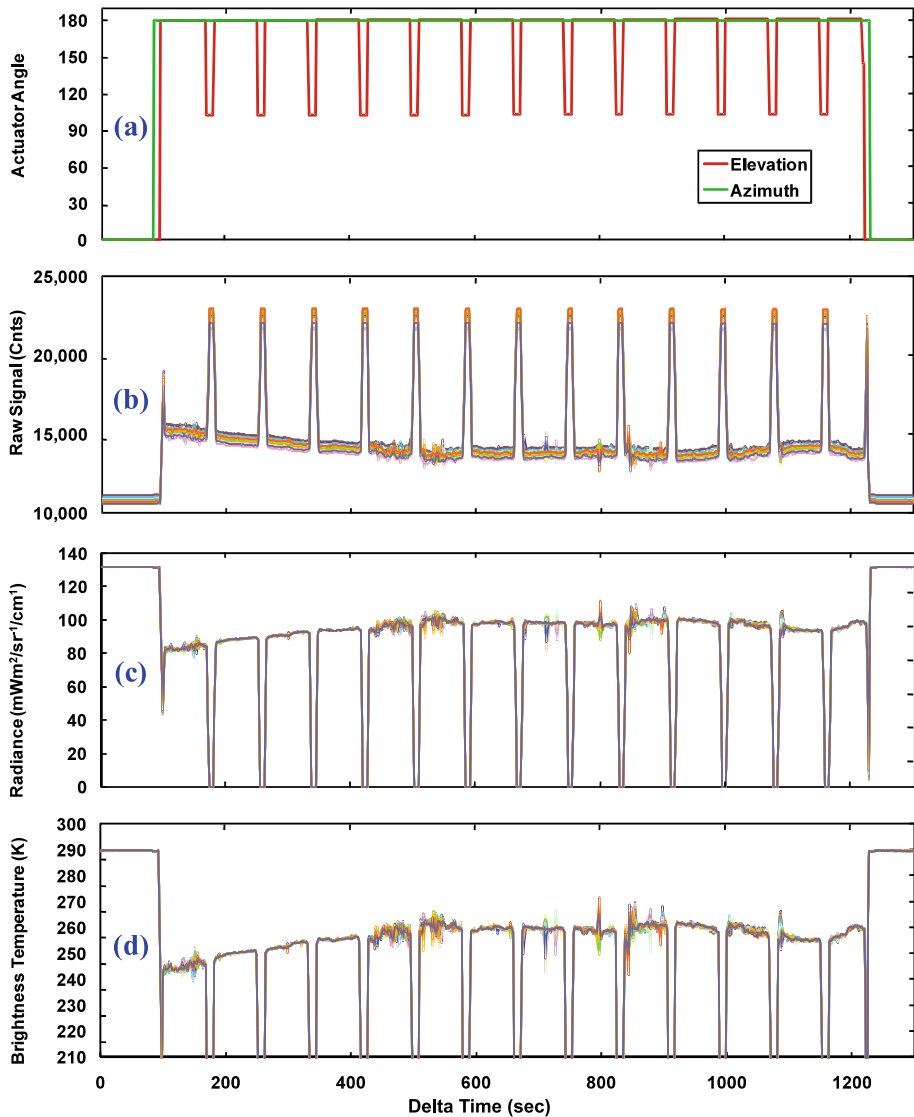 180
150
120
90
60
30
0
Actuator Angle
(a)
Elevation
Azimuth
25,000
20,000
15,000
10,000
Raw Signal (Cnts)
(b)
140
120
100
80
60
40
20
0
Radiance (mWm²/sr⁻¹/cm¹)
(c)
300
290
280
270
260
250
240
230
220
210
Brightness Temperature (K)
(d)
0 200 400 600 800 1000 1200
Delta Time (sec)